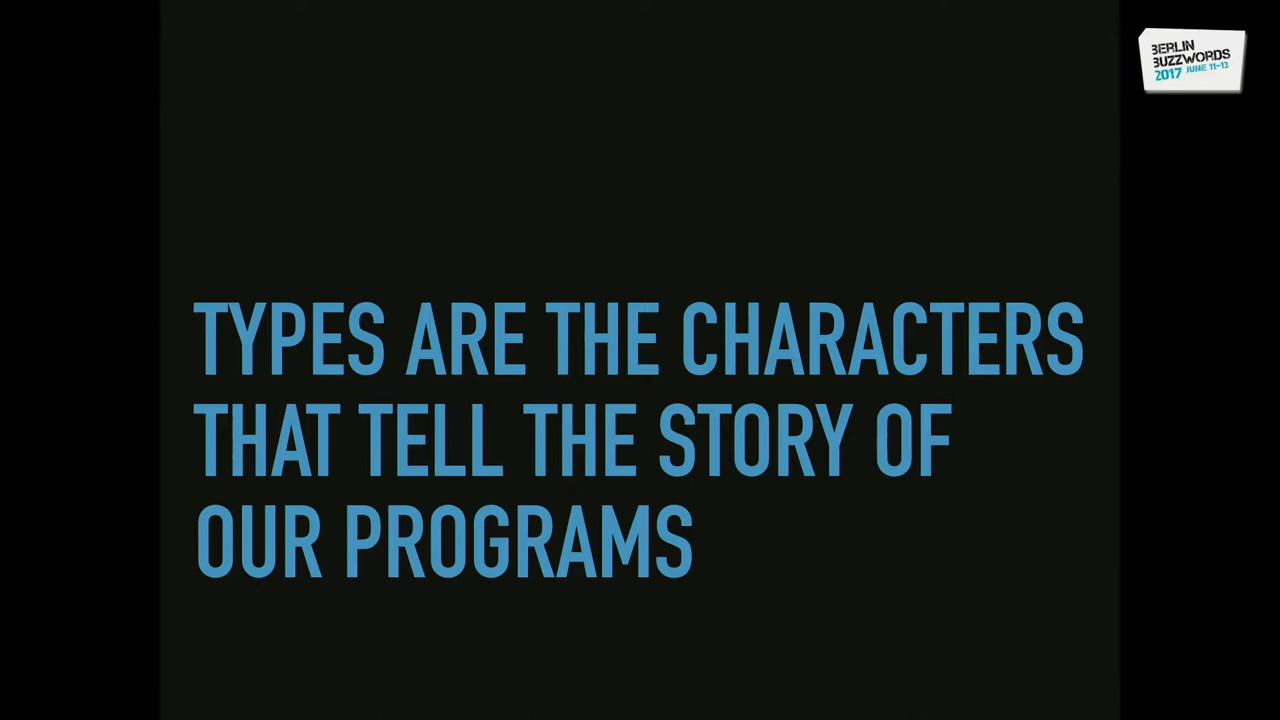 BERLIN
BUZZWORDS
2017 JUNE 11-13
TYPES ARE THE CHARACTERS
THAT TELL THE STORY OF
OUR PROGRAMS